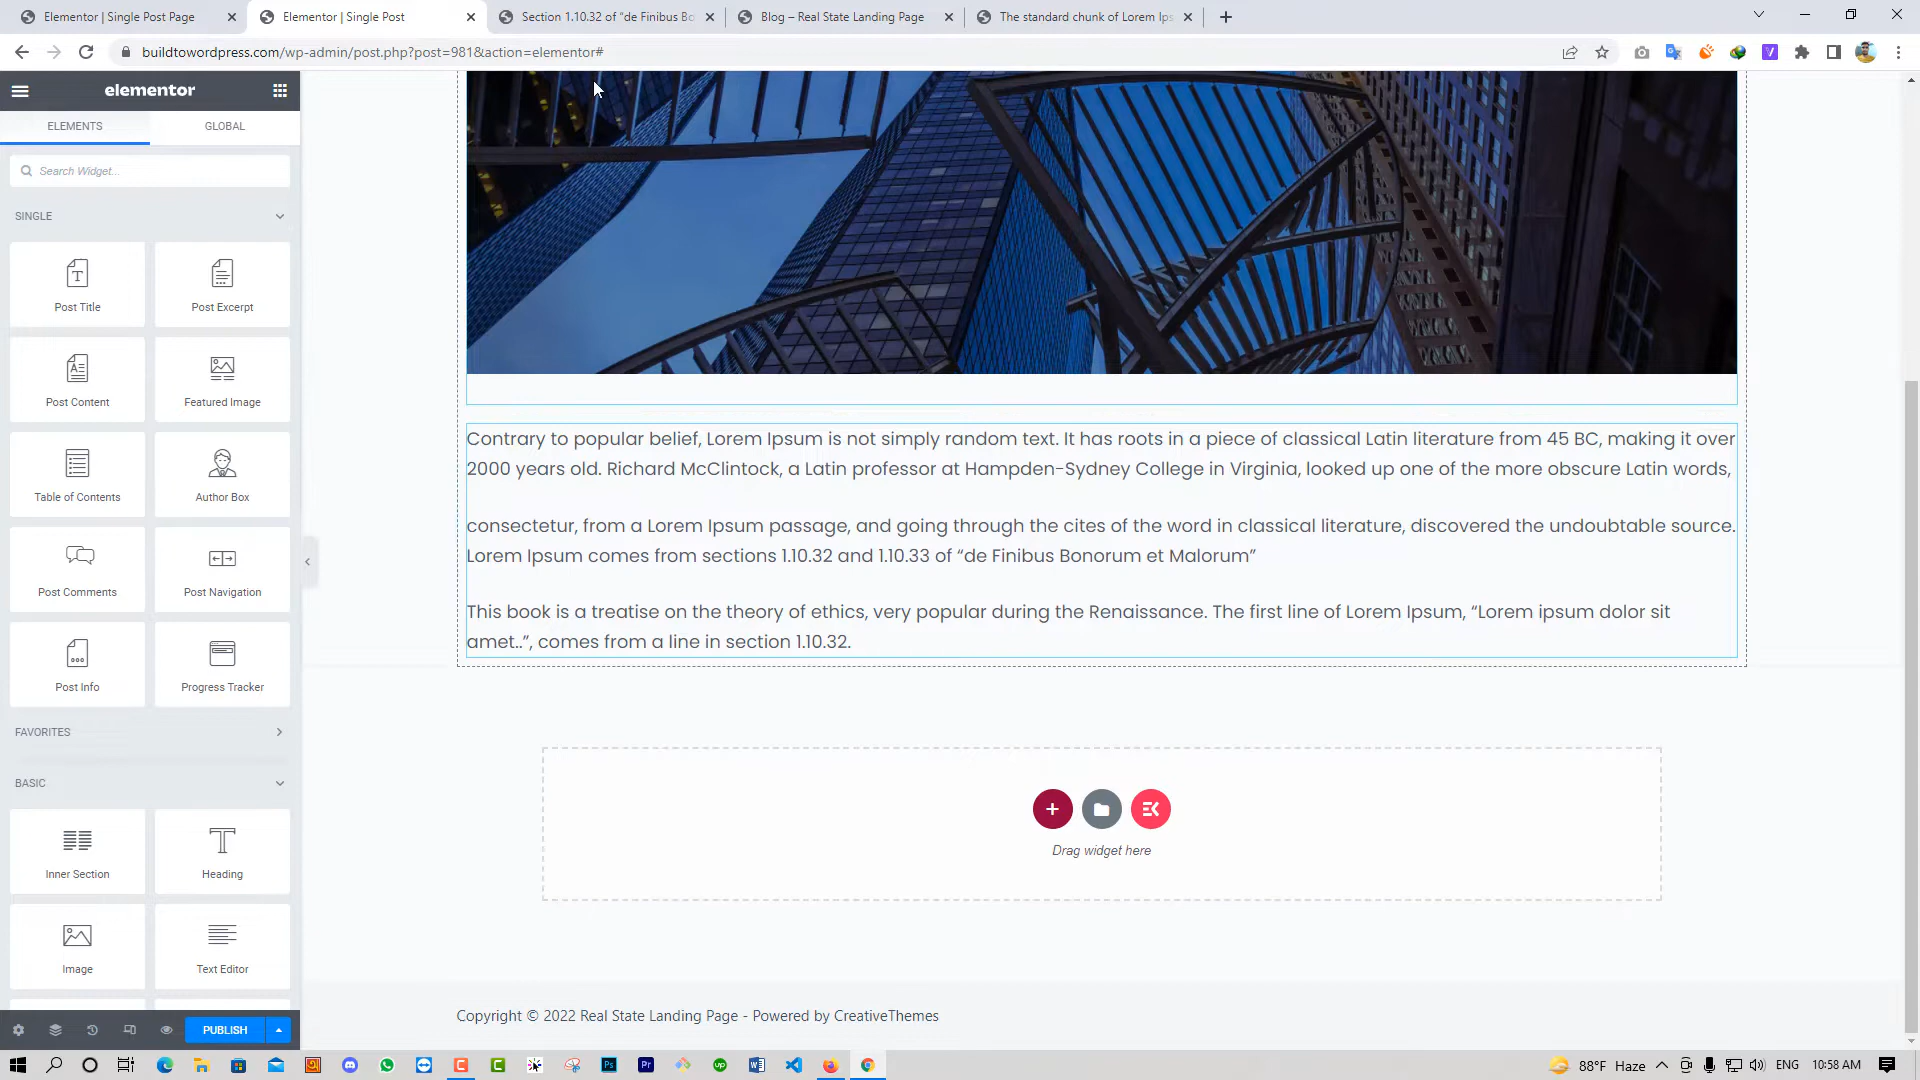 Elementor | Single Post Page
Elementor | Single Post
Section 1.10.32 of “de Finibus Bo
Blog – Real State Landing Page
The standard chunk of Lorem Ips
buildtowordpress.com/wp-admin/post.php?post=981&action=elementor#
elementor
ELEMENTS
GLOBAL
Search Widget...
SINGLE
Post Title
Post Excerpt
Post Content
Featured Image
Table of Contents
Author Box
Post Comments
Post Navigation
Post Info
Progress Tracker
FAVORITES
BASIC
Inner Section
Heading
Image
Text Editor
PUBLISH
Contrary to popular belief, Lorem Ipsum is not simply random text. It has roots in a piece of classical Latin literature from 45 BC, making it over
2000 years old. Richard McClintock, a Latin professor at Hampden-Sydney College in Virginia, looked up one of the more obscure Latin words,
consectetur, from a Lorem Ipsum passage, and going through the cites of the word in classical literature, discovered the undoubtable source.
Lorem Ipsum comes from sections 1.10.32 and 1.10.33 of “de Finibus Bonorum et Malorum”
This book is a treatise on the theory of ethics, very popular during the Renaissance. The first line of Lorem Ipsum, “Lorem ipsum dolor sit
amet..”, comes from a line in section 1.10.32.
Drag widget here
Copyright © 2022 Real State Landing Page - Powered by CreativeThemes
88°F Haze
ENG
10:58 AM